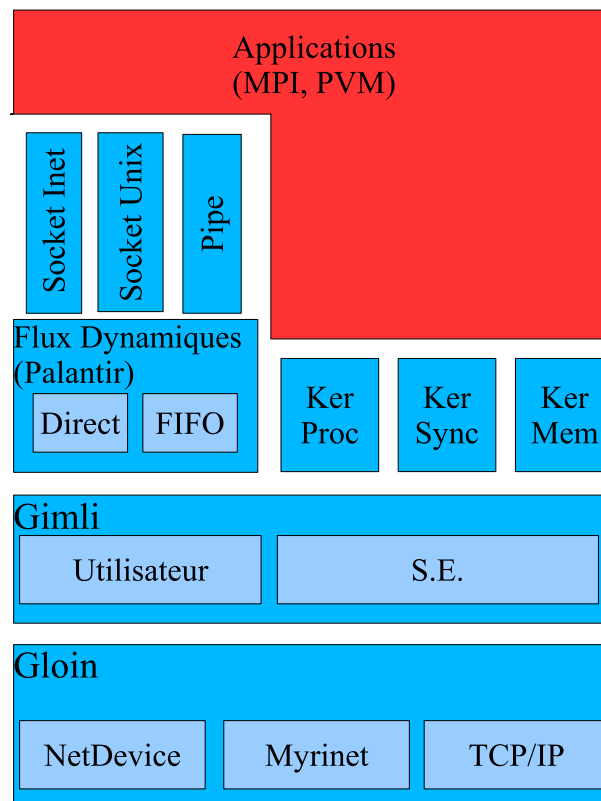 Applications
(MPI, PVM)
Socket Inet
Socket Unix
Pipe
Flux Dynamiques
(Palantir)
Direct
FIFO
Ker
Proc
Ker
Sync
Ker
Mem
Gimli
Utilisateur
S.E.
Gloin
NetDevice
Myrinet
TCP/IP